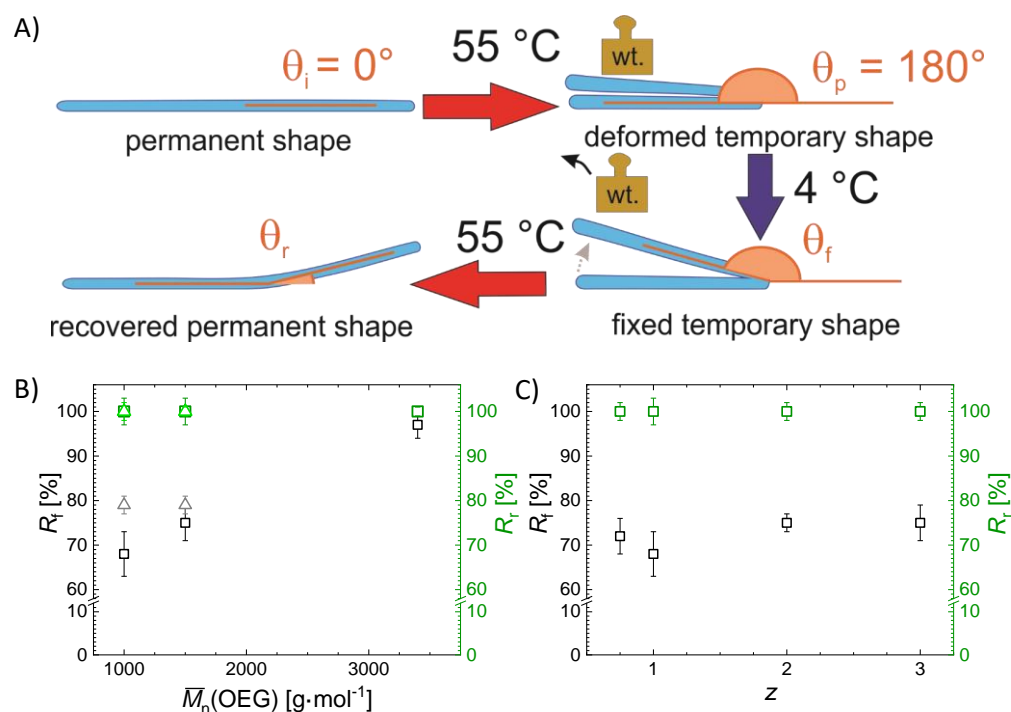 A)
θi = 0°
55 °C
wt.
θp = 180°
permanent shape
deformed temporary shape
wt.
4 °C
θr
55 °C
θf
recovered permanent shape
fixed temporary shape
B)
C)
100
90
80
70
60
10
0
Rf [%]
100
90
80
70
60
10
0
Rr [%]
1000
2000
3000
M̅n(OEG) [g·mol-1]
100
90
80
70
60
10
0
Rf [%]
100
90
80
70
60
10
0
Rr [%]
1
2
3
z